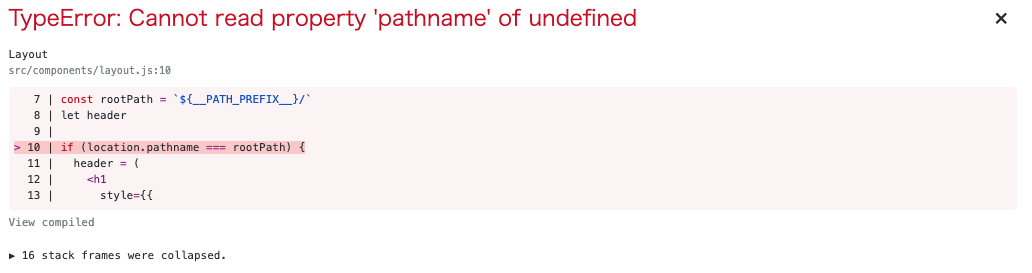 TypeError: Cannot read property 'pathname' of undefined
×
Layout
src/components/layout.js:10
7 | const rootPath = `${__PATH_PREFIX__}/`
8 | let header
9 |
> 10 | if (location.pathname === rootPath) {
11 |   header = (
12 |     <h1
13 |       style={{
View compiled
▶ 16 stack frames were collapsed.